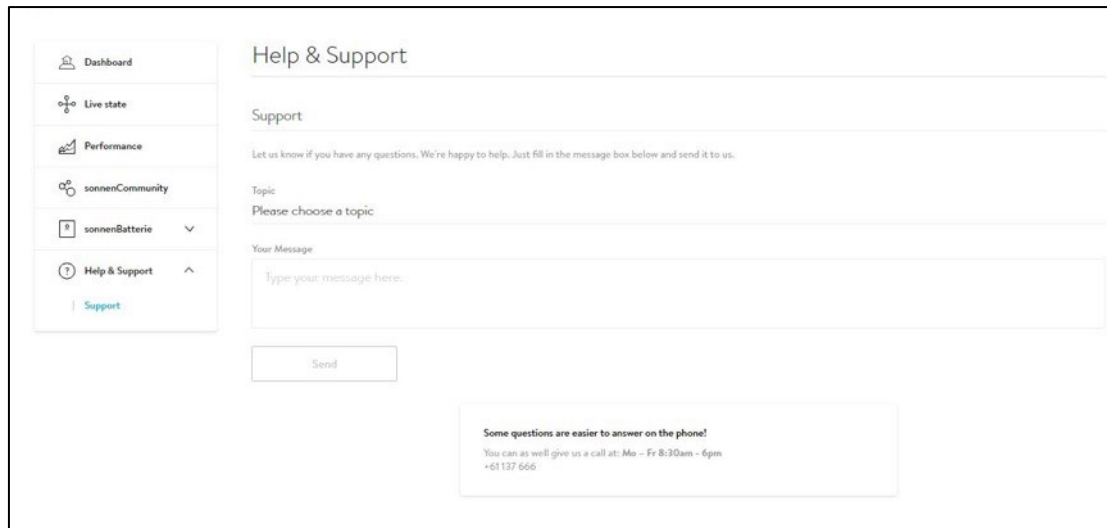 Dashboard
Live state
Performance
sonnenCommunity
sonnenBatterie
Help & Support
Support
Help & Support
Support
Let us know if you have any questions. We're happy to help. Just fill in the message box below and send it to us.
Topic
Please choose a topic
Your Message
Type your message here.
Send
Some questions are easier to answer on the phone!
You can as well give us a call at: Mo – Fr 8:30am - 6pm
+61 137 666